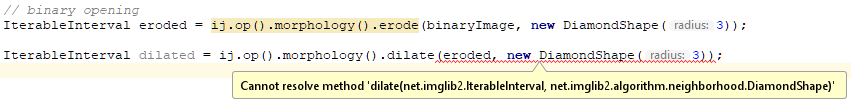 // binary opening
IterableInterval eroded = ij.op().morphology().erode(binaryImage, new DiamondShape( radius: 3));
IterableInterval dilated = ij.op().morphology().dilate(eroded, new DiamondShape( radius: 3));
Cannot resolve method 'dilate(net.imglib2.IterableInterval, net.imglib2.algorithm.neighborhood.DiamondShape)'